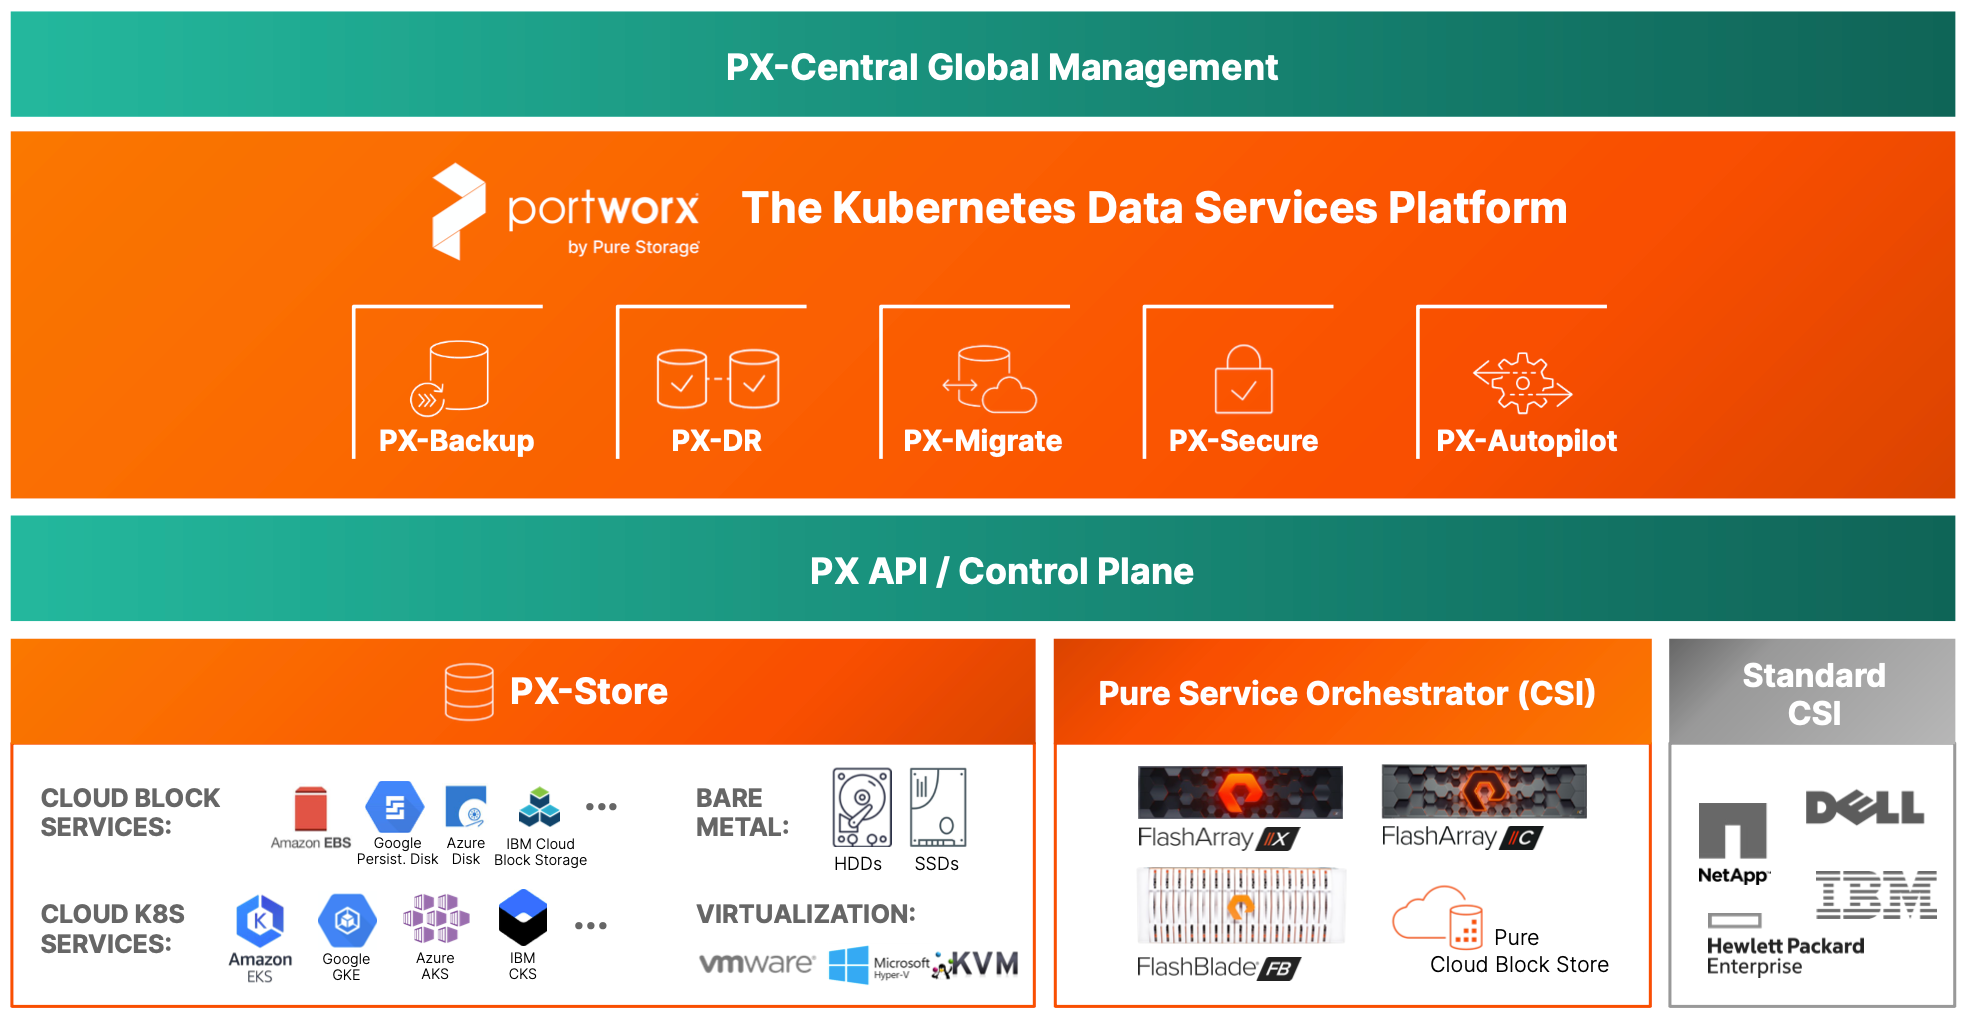 PX-Central Global Management
portworx
by Pure Storage
The Kubernetes Data Services Platform
PX-Backup
PX-DR
PX-Migrate
PX-Secure
PX-Autopilot
PX API / Control Plane
PX-Store
CLOUD BLOCK
SERVICES:
Amazon EBS
Google
Persist. Disk
Azure
Disk
IBM Cloud
Block Storage
...
BARE
METAL:
HDDs
SSDs
CLOUD K8S
SERVICES:
Amazon
EKS
Google
GKE
Azure
AKS
IBM
CKS
...
VIRTUALIZATION:
vmware
Microsoft
Hyper-V
KVM
Pure Service Orchestrator (CSI)
FlashArray //X
FlashArray //C
FlashBlade FB
Pure
Cloud Block Store
Standard
CSI
NetApp
DELL
IBM
Hewlett Packard
Enterprise